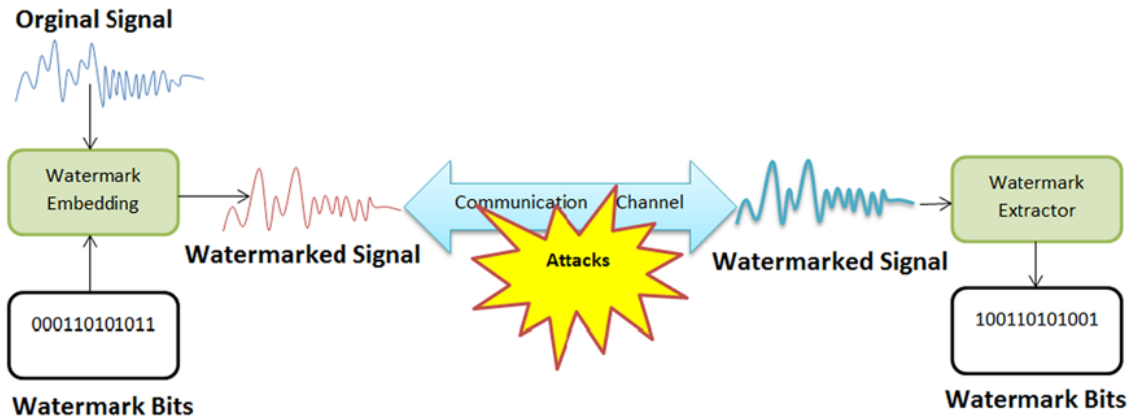 Orginal Signal
Watermark
Embedding
000110101011
Watermark Bits
Watermarked Signal
Communication Channel
Attacks
Watermarked Signal
Watermark
Extractor
100110101001
Watermark Bits